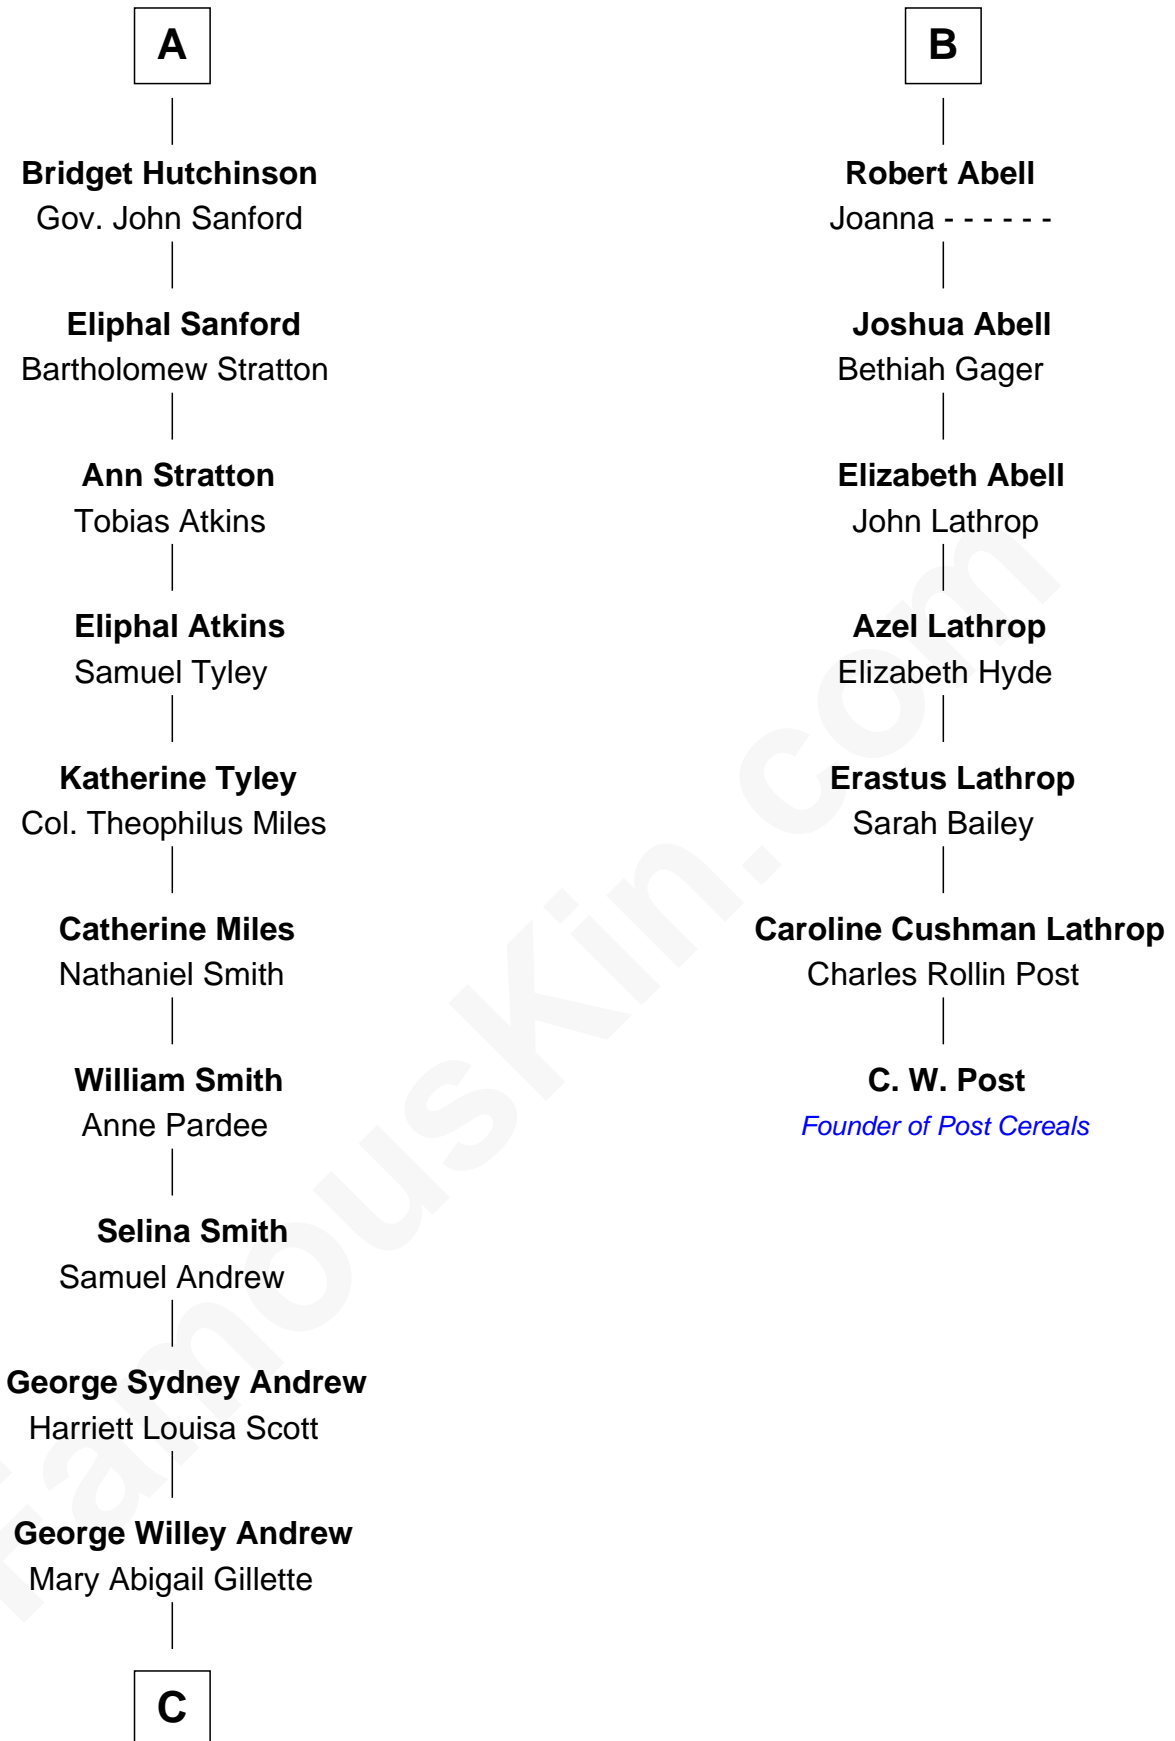 A
Bridget Hutchinson
Gov. John Sanford
Eliphal Sanford
Bartholomew Stratton
Ann Stratton
Tobias Atkins
Eliphal Atkins
Samuel Tyley
Katherine Tyley
Col. Theophilus Miles
Catherine Miles
Nathaniel Smith
William Smith
Anne Pardee
Selina Smith
Samuel Andrew
George Sydney Andrew
Harriett Louisa Scott
George Willey Andrew
Mary Abigail Gillette
C
B
Robert Abell
Joanna - - - - - -
Joshua Abell
Bethiah Gager
Elizabeth Abell
John Lathrop
Azel Lathrop
Elizabeth Hyde
Erastus Lathrop
Sarah Bailey
Caroline Cushman Lathrop
Charles Rollin Post
C. W. Post
Founder of Post Cereals
FamousKin.com